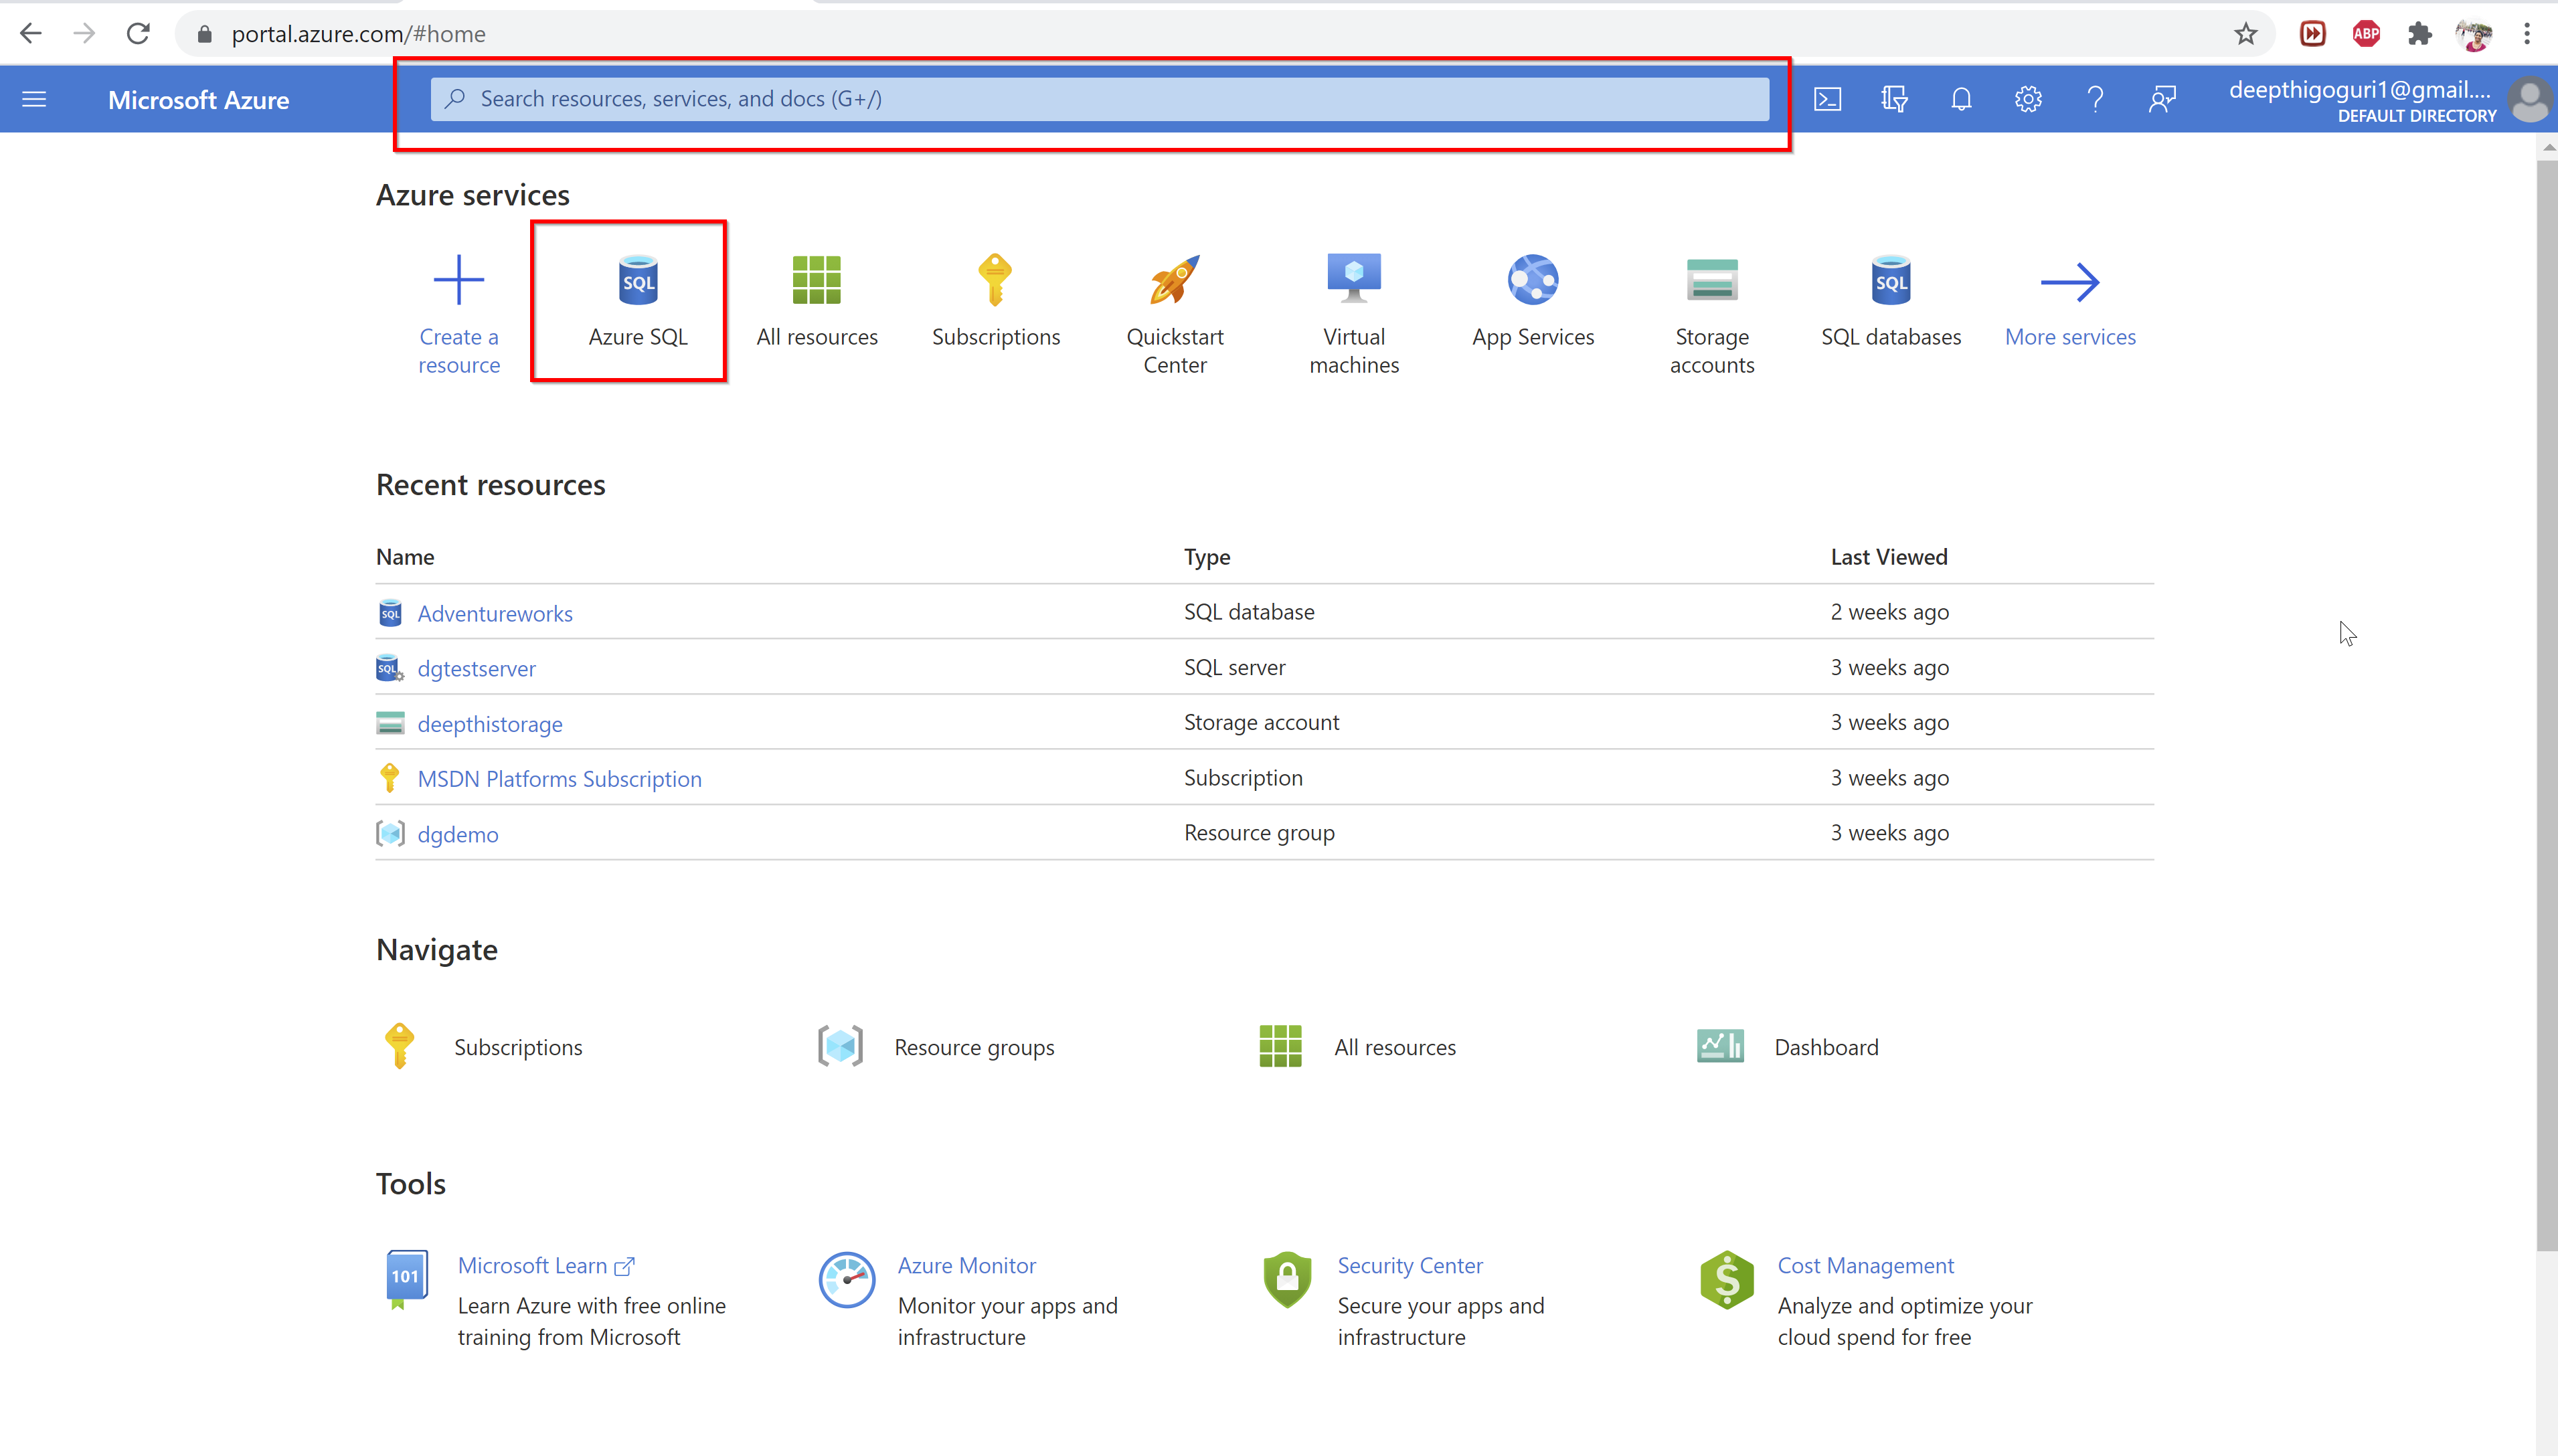 portal.azure.com/#home
ABP
Microsoft Azure
Search resources, services, and docs (G+/)
deepthigoguri1@gmail....
DEFAULT DIRECTORY
Azure services
Create a
resource
SQL
Azure SQL
All resources
Subscriptions
Quickstart
Center
Virtual
machines
App Services
Storage
accounts
SQL
SQL databases
More services
Recent resources
Name Type Last Viewed
SQL Adventureworks SQL database 2 weeks ago
SQL dgtestserver SQL server 3 weeks ago
deepthistorage Storage account 3 weeks ago
MSDN Platforms Subscription Subscription 3 weeks ago
dgdemo Resource group 3 weeks ago
Navigate
Subscriptions Resource groups All resources Dashboard
Tools
101
Microsoft Learn
Learn Azure with free online
training from Microsoft
Azure Monitor
Monitor your apps and
infrastructure
Security Center
Secure your apps and
infrastructure
$
Cost Management
Analyze and optimize your
cloud spend for free